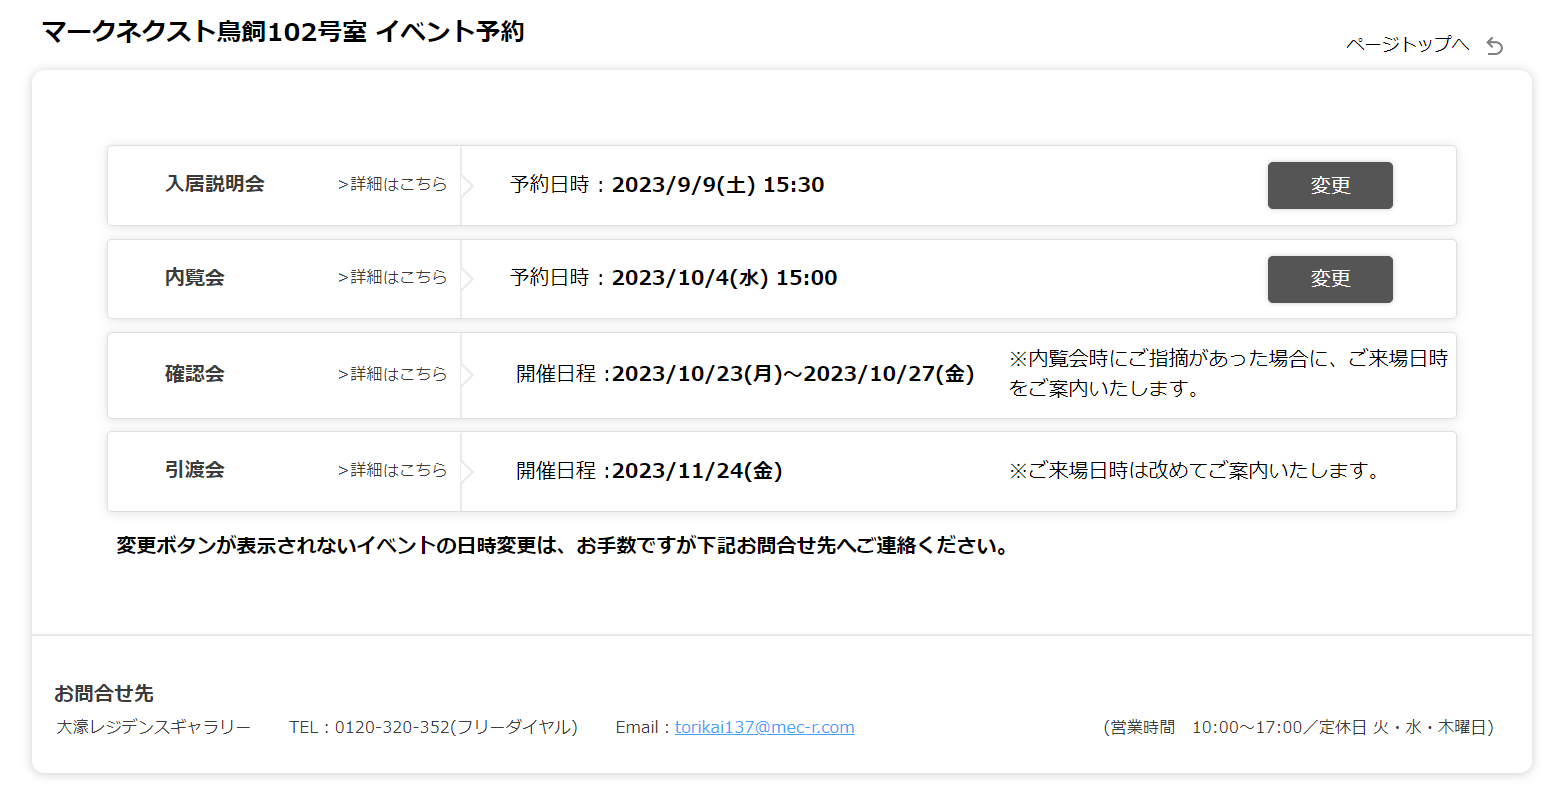 マークネクスト鳥飼102号室 イベント予約
ページトップへ
入居説明会 >詳細はこちら 予約日時：2023/9/9(土) 15:30 変更
内覧会 >詳細はこちら 予約日時：2023/10/4(水) 15:00 変更
確認会 >詳細はこちら 開催日程 :2023/10/23(月)～2023/10/27(金) ※内覧会時にご指摘があった場合に、ご来場日時
をご案内いたします。
引渡会 >詳細はこちら 開催日程 :2023/11/24(金) ※ご来場日時は改めてご案内いたします。
変更ボタンが表示されないイベントの日時変更は、お手数ですが下記お問合せ先へご連絡ください。
お問合せ先
大濠レジデンスギャラリー TEL：0120-320-352(フリーダイヤル) Email：torikai137@mec-r.com (営業時間　10:00～17:00／定休日 火・水・木曜日)